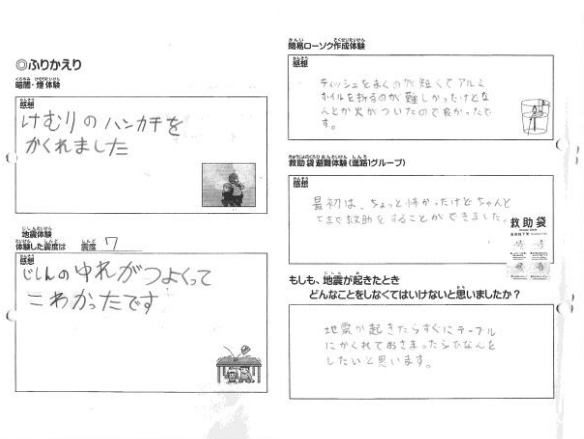 ◎ふりかえり
暗闇・煙体験
感想
けむりの ハンカチを
かくれました
地震体験
体験した震度は 震度 7
感想
じしんの ゆれがつよくって
こわかったです
簡易ローソク作成体験
感想
ティッシュをまくのが短くてアルミ
ホイルを折るのが難しかったけどな
んとか火がついたので良かったで
す。
救助袋避難体験(進路1グループ)
感想
最初は、ちょっと怖かったけどちゃんと
救助をすることができました。
救助袋
もしも、地震が起きたとき
どんなことをしなくてはいけないと思いましたか?
地震が起きたらすぐにテーブル
にかくれておさまったらひなんを
したいと思います。